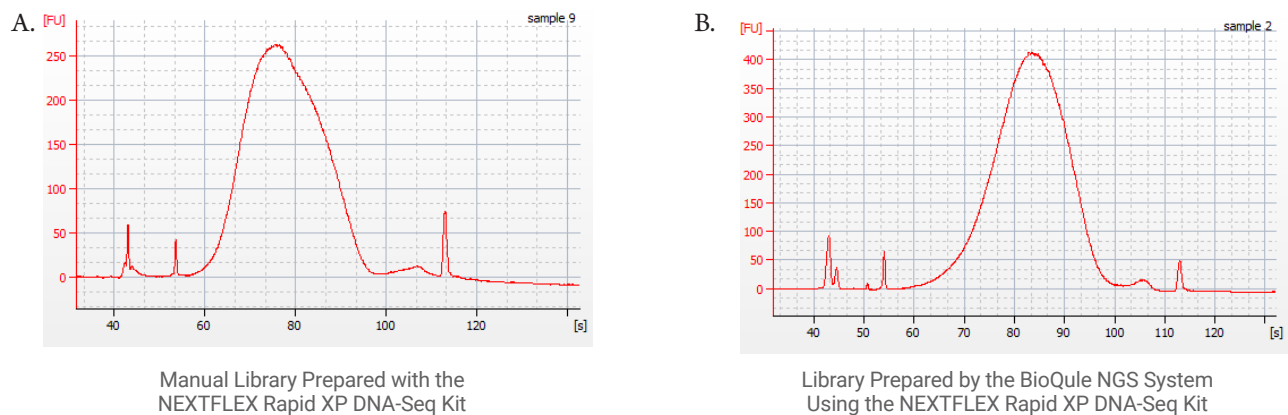 A.
[FU]
sample 9
250
200
150
100
50
0
40 60 80 100 120 [s]
Manual Library Prepared with the
NEXTFLEX Rapid XP DNA-Seq Kit
B.
[FU]
sample 2
400
350
300
250
200
150
100
50
0
40 50 60 70 80 90 100 110 120 [s]
Library Prepared by the BioQule NGS System
Using the NEXTFLEX Rapid XP DNA-Seq Kit